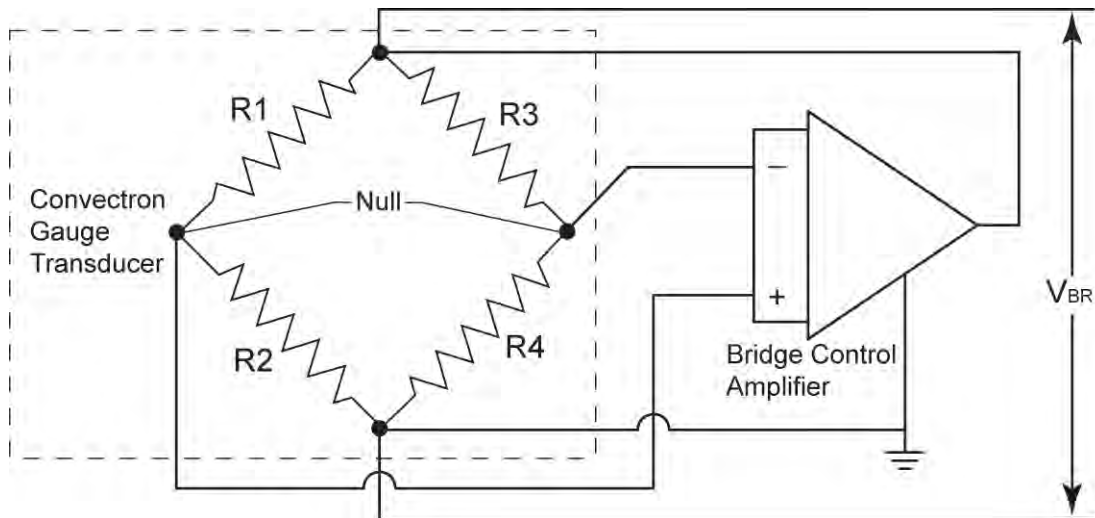 R1
R3
Convectron
Gauge
Transducer
Null
−
+
VBR
R2
R4
Bridge Control
Amplifier